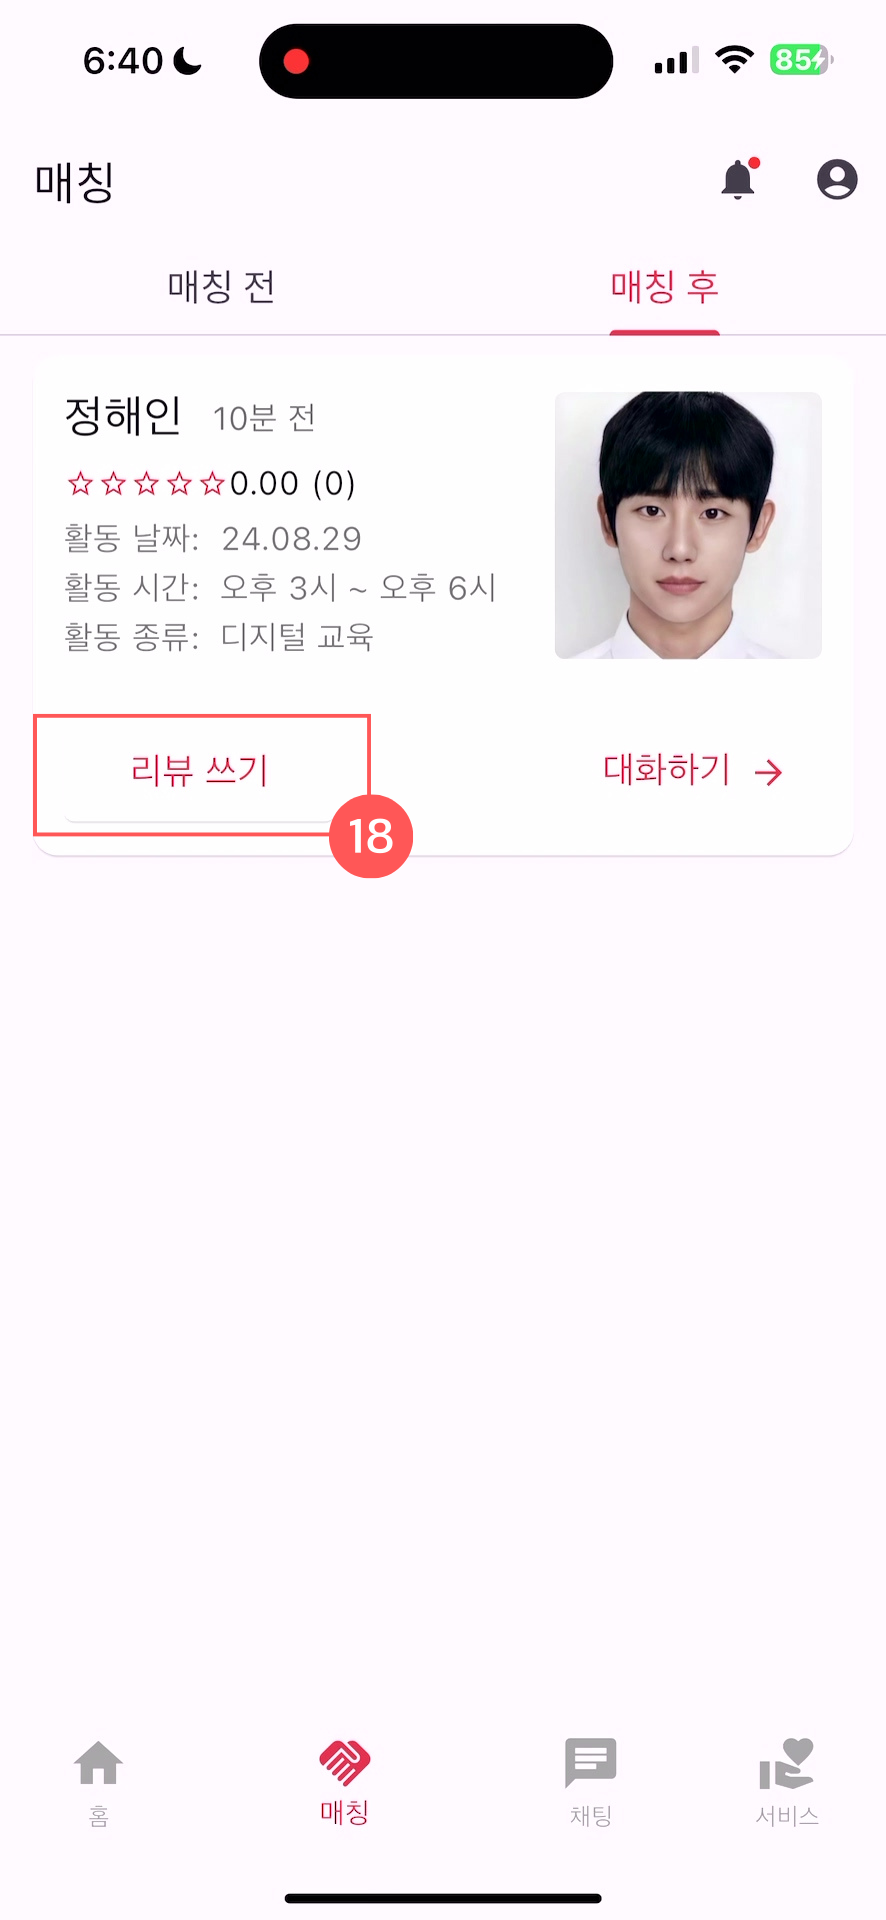 6:40
85
매칭
매칭 전
매칭 후
정해인 10분 전
0.00 (0)
활동 날짜: 24.08.29
활동 시간: 오후 3시 ~ 오후 6시
활동 종류: 디지털 교육
리뷰 쓰기
대화하기
18
홈
매칭
채팅
서비스